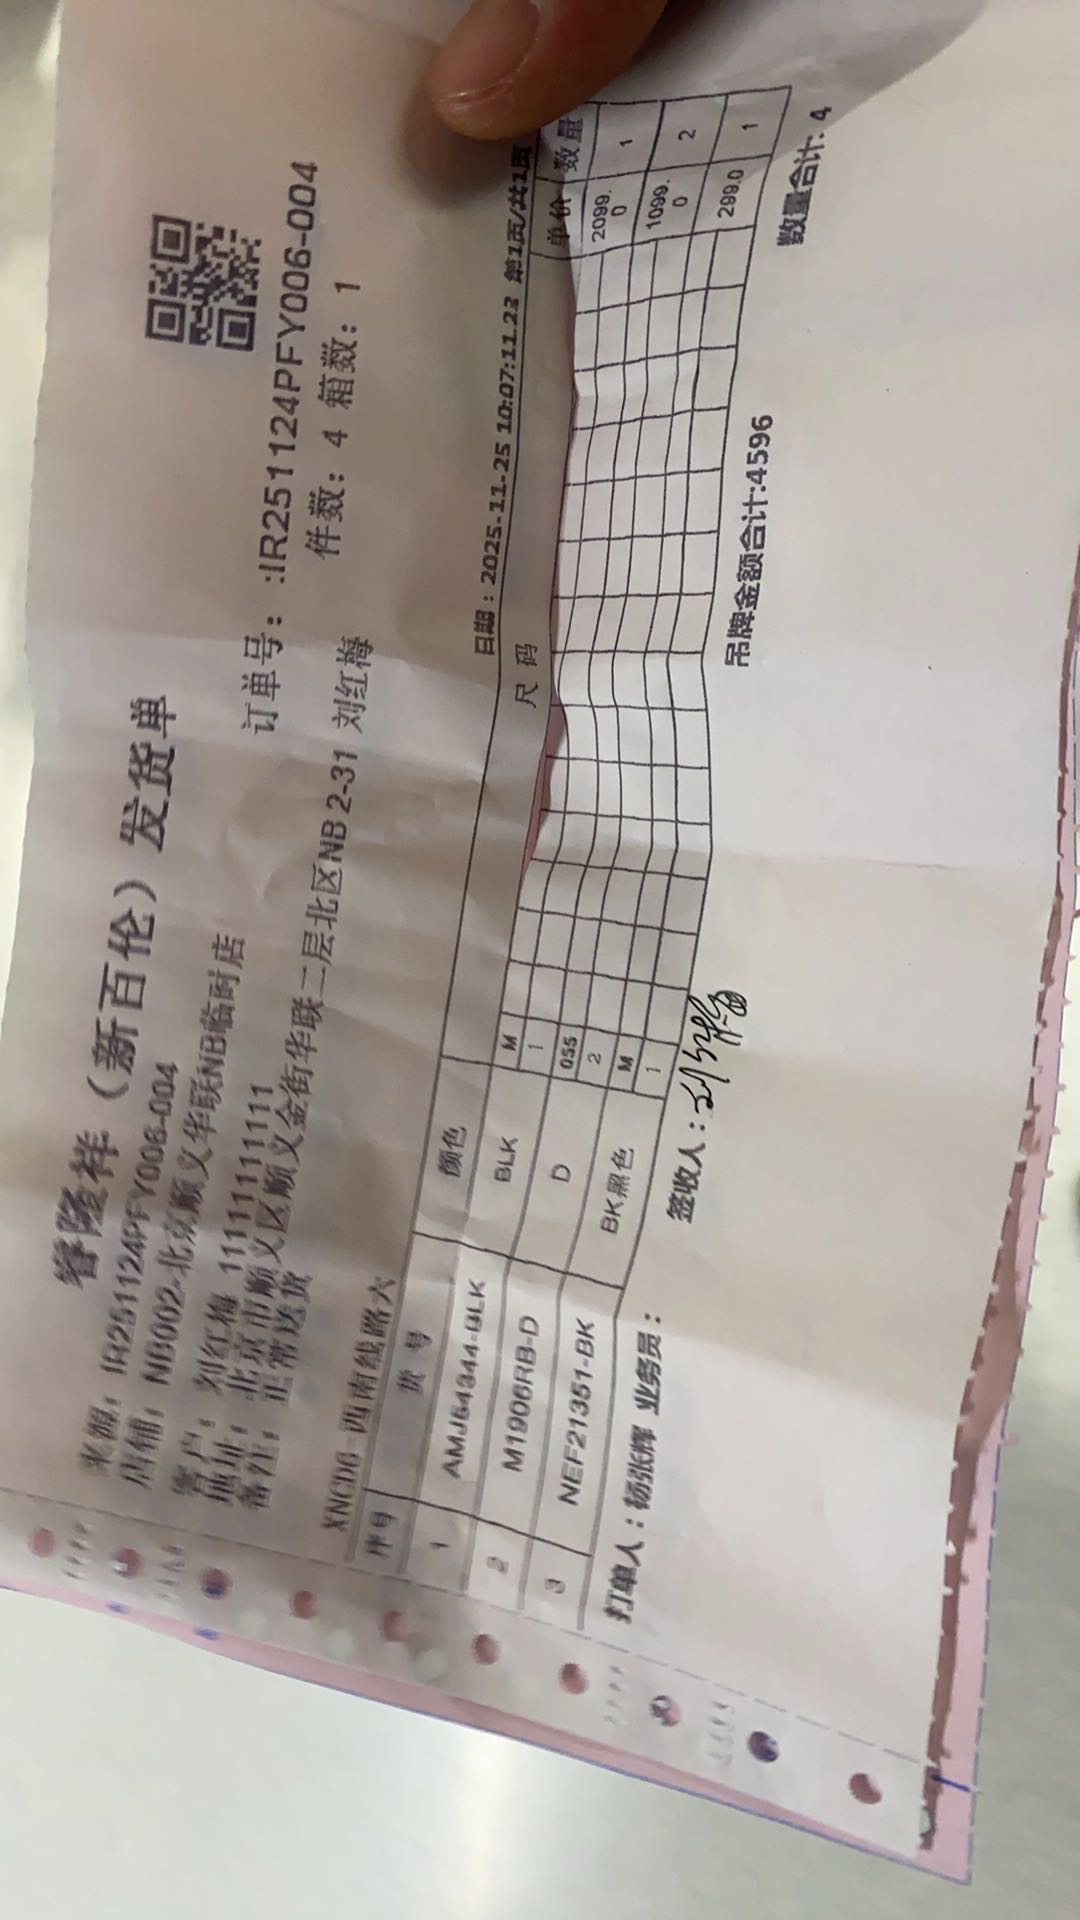 睿隆祥（新百伦）发货单
来源：IR251124PFY006-004 订单号：:IR251124PFY006-004
店铺：NB002-北京顺义华联NB临时店 件数：4 箱数：1
客户：刘红梅 11111111111
地址：北京市顺义区顺义金街华联二层北区NB 2-31 刘红梅
备注：正常送货
XNCD6 西南线路六 日期：2025-11-25 10:07:11.23 第1页/共1页
序号 货 号 颜色 尺 码 单价 数量
1 AMJ64344-BLK BLK M 2099.0 1
1
2 M1906RB-D D 055 1099.0 2
2
3 NEF21351-BK BK黑色 M 299.0 1
1
吊牌金额合计:4596 数量合计: 4
打单人：杨张辉 业务员： 签收人：刘红梅